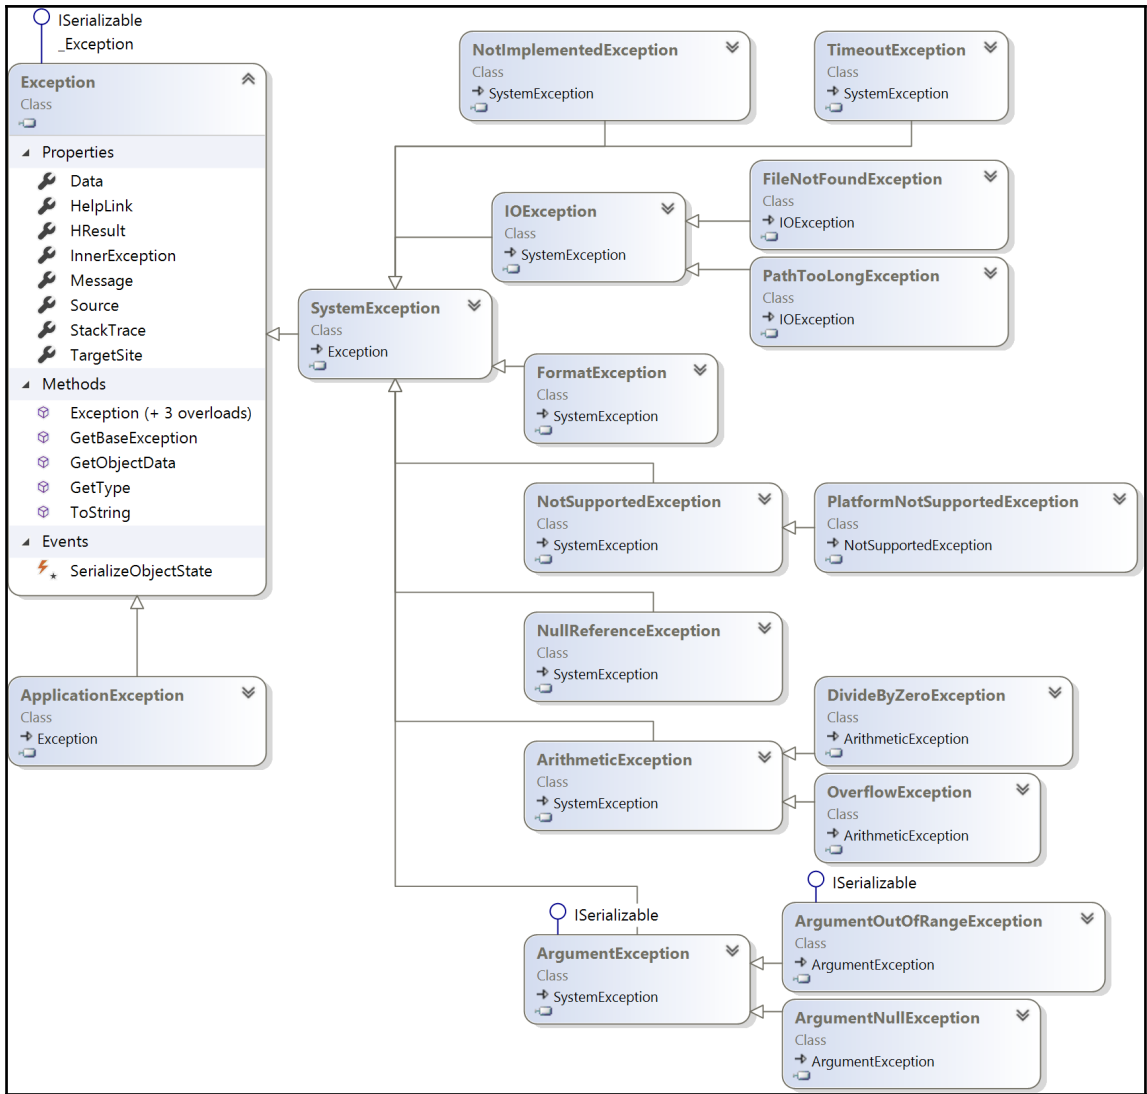 ISerializable
_Exception
Exception
Class
Properties
Data
HelpLink
HResult
InnerException
Message
Source
StackTrace
TargetSite
Methods
Exception (+ 3 overloads)
GetBaseException
GetObjectData
GetType
ToString
Events
SerializeObjectState
ApplicationException
Class
Exception
NotImplementedException
Class
SystemException
TimeoutException
Class
SystemException
IOException
Class
SystemException
FileNotFoundException
Class
IOException
PathTooLongException
Class
IOException
SystemException
Class
Exception
FormatException
Class
SystemException
NotSupportedException
Class
SystemException
PlatformNotSupportedException
Class
NotSupportedException
NullReferenceException
Class
SystemException
ArithmeticException
Class
SystemException
DivideByZeroException
Class
ArithmeticException
OverflowException
Class
ArithmeticException
ISerializable
ArgumentException
Class
SystemException
ISerializable
ArgumentOutOfRangeException
Class
ArgumentException
ArgumentNullException
Class
ArgumentException